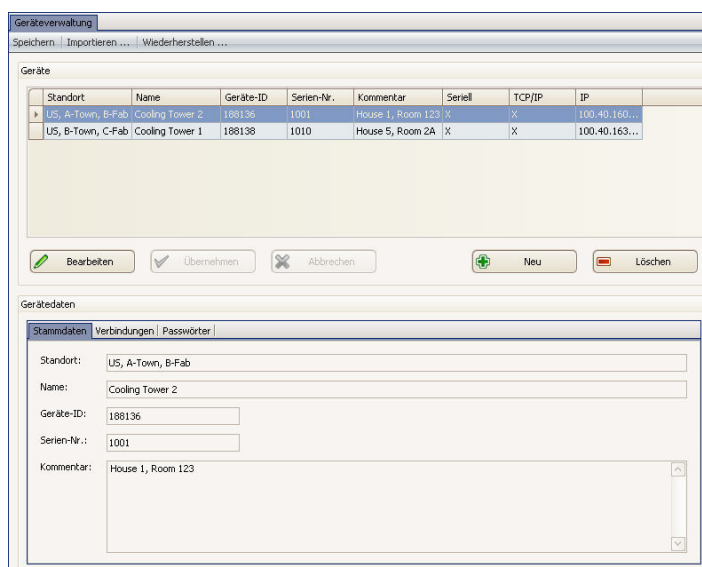 Geräteverwaltung
Speichern Importieren ... Wiederherstellen ...
Geräte
Standort Name Geräte-ID Serien-Nr. Kommentar Seriell TCP/IP IP
US, A-Town, B-Fab Cooling Tower 2 188136 1001 House 1, Room 123 X X 100.40.160...
US, B-Town, C-Fab Cooling Tower 1 188138 1010 House 5, Room 2A X X 100.40.163...
Bearbeiten Übernehmen Abbrechen Neu Löschen
Gerätedaten
Stammdaten Verbindungen Passwörter
Standort: US, A-Town, B-Fab
Name: Cooling Tower 2
Geräte-ID: 188136
Serien-Nr.: 1001
Kommentar: House 1, Room 123